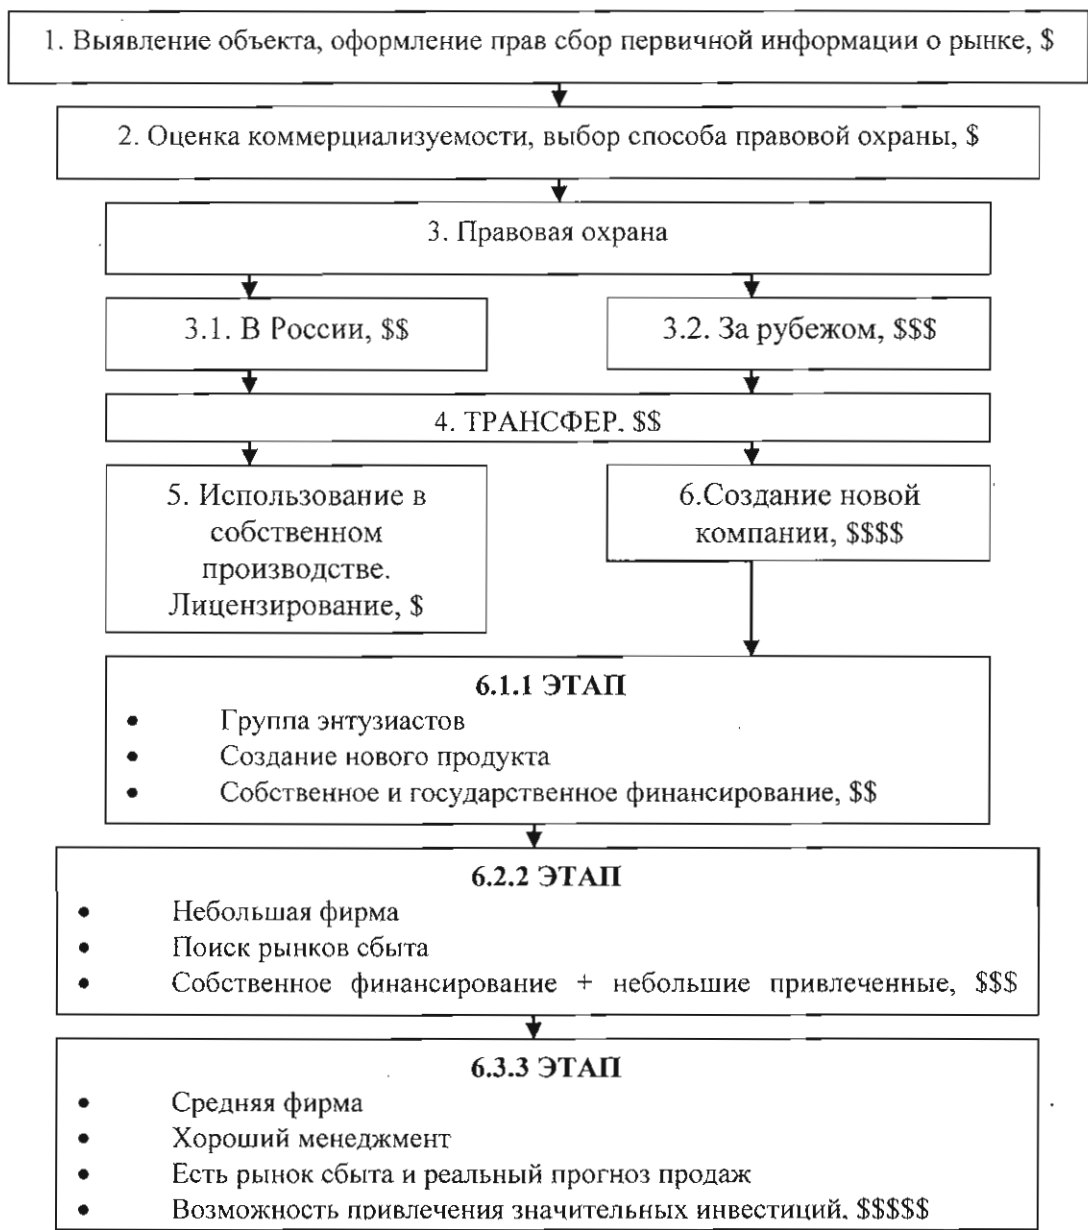 1. Выявление объекта, оформление прав сбор первичной информации о рынке, $
2. Оценка коммерциализуемости, выбор способа правовой охраны, $
3. Правовая охрана
3.1. В России, $$
3.2. За рубежом, $$$
4. ТРАНСФЕР. $$
5. Использование в
собственном
производстве.
Лицензирование, $
6.Создание новой
компании, $$$$
6.1.1 ЭТАП
• Группа энтузиастов
• Создание нового продукта
• Собственное и государственное финансирование, $$
6.2.2 ЭТАП
• Небольшая фирма
• Поиск рынков сбыта
• Собственное финансирование + небольшие привлеченные, $$$
6.3.3 ЭТАП
• Средняя фирма
• Хороший менеджмент
• Есть рынок сбыта и реальный прогноз продаж
• Возможность привлечения значительных инвестиций, $$$$$